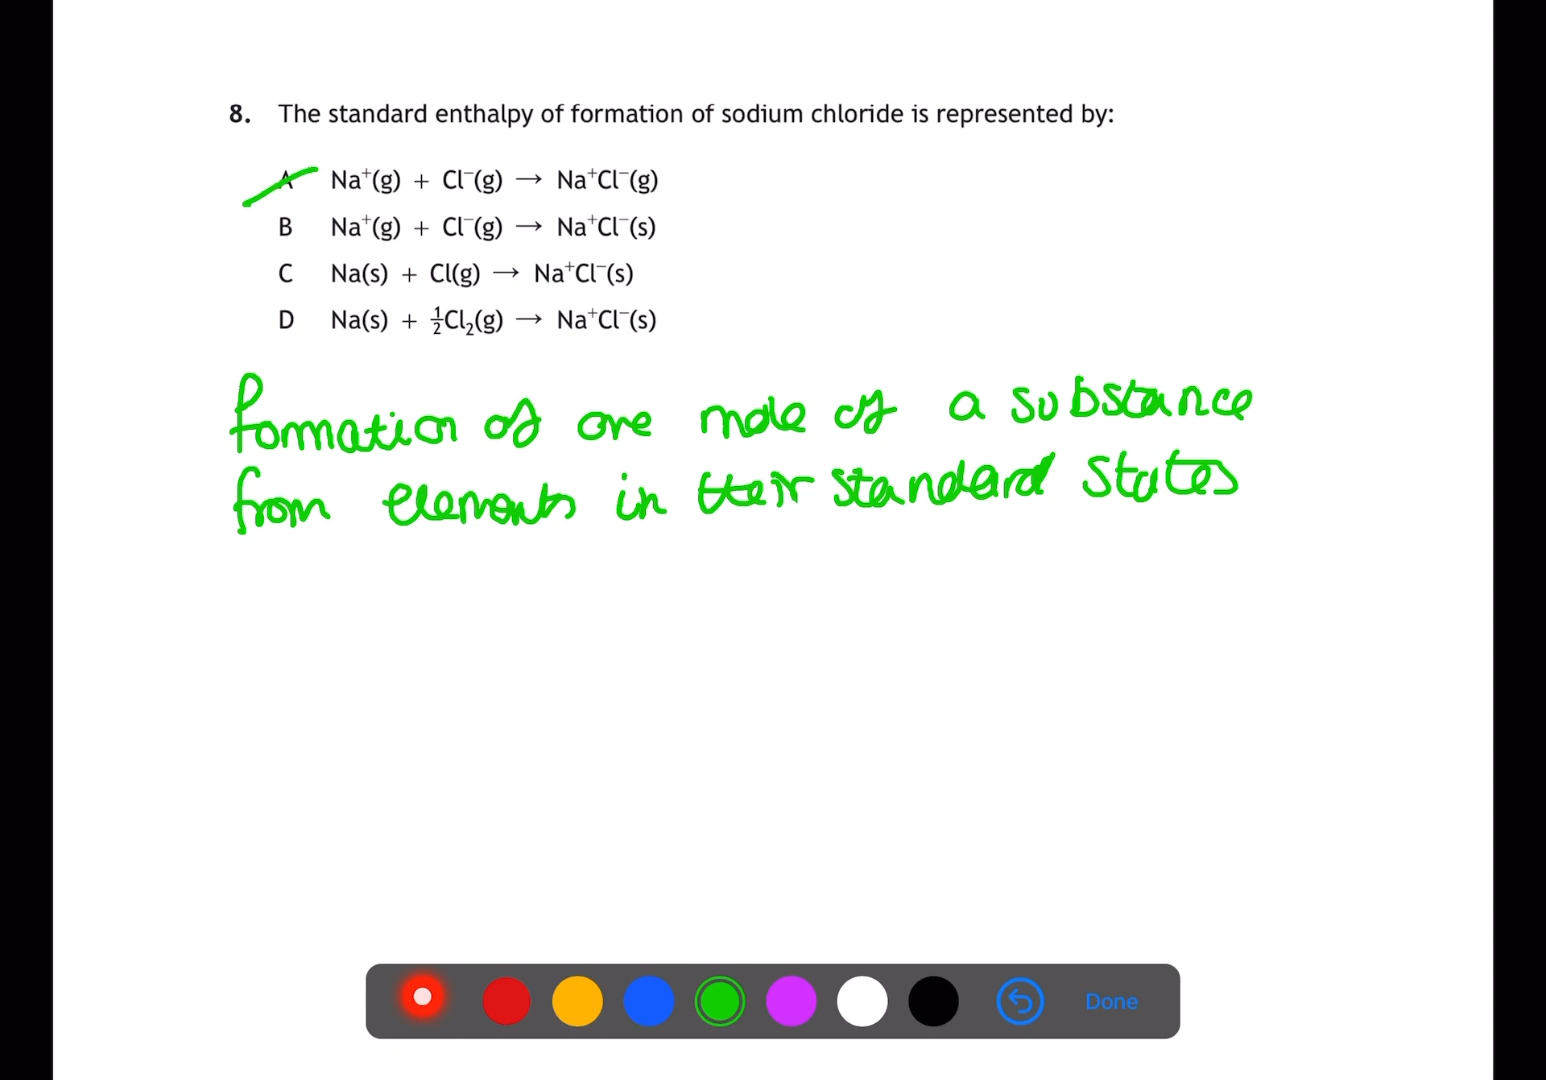 8. The standard enthalpy of formation of sodium chloride is represented by:
A Na⁺(g) + Cl⁻(g) → Na⁺Cl⁻(g)
B Na⁺(g) + Cl⁻(g) → Na⁺Cl⁻(s)
C Na(s) + Cl(g) → Na⁺Cl⁻(s)
D Na(s) + ½Cl₂(g) → Na⁺Cl⁻(s)
formation of one mole of a substance
from elements in their standard states
Done